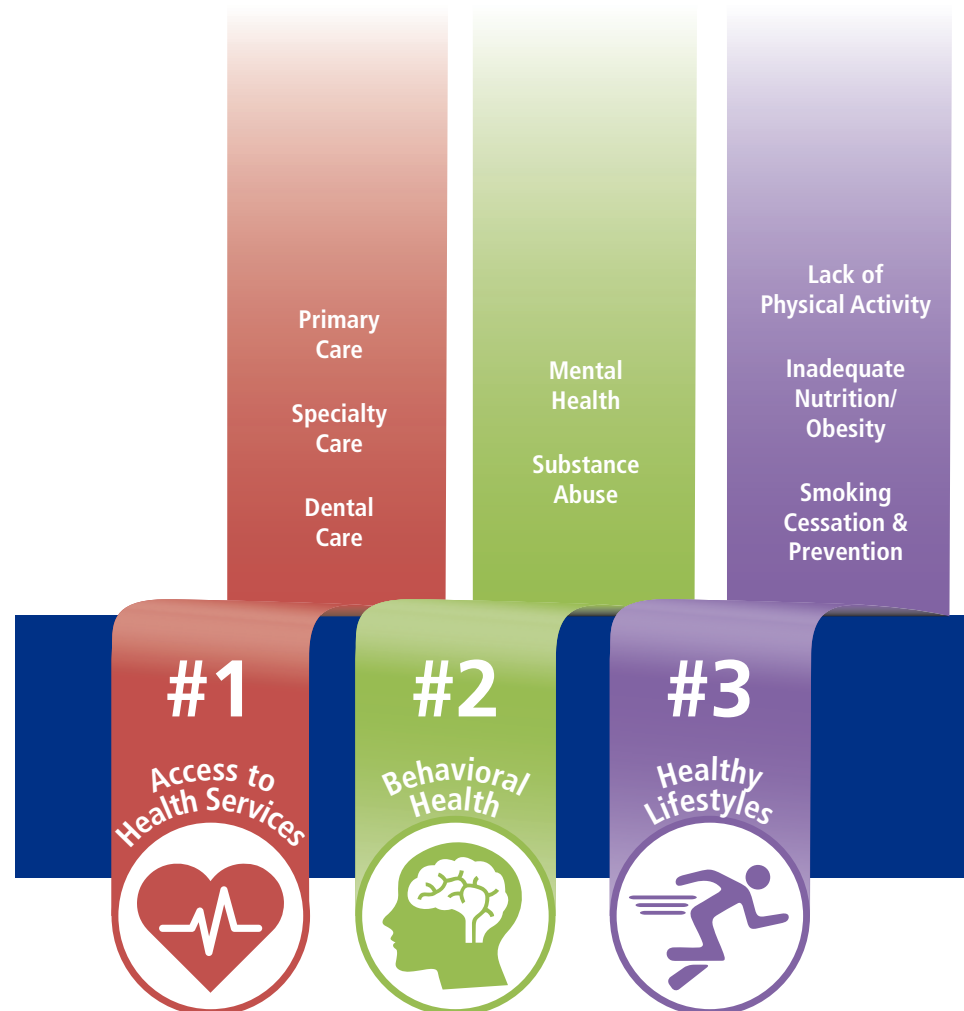 Primary
Care
Specialty
Care
Dental
Care
#1
Access to
Health Services
Mental
Health
Substance
Abuse
#2
Behavioral
Health
Lack of
Physical Activity
Inadequate
Nutrition/
Obesity
Smoking
Cessation &
Prevention
#3
Healthy
Lifestyles